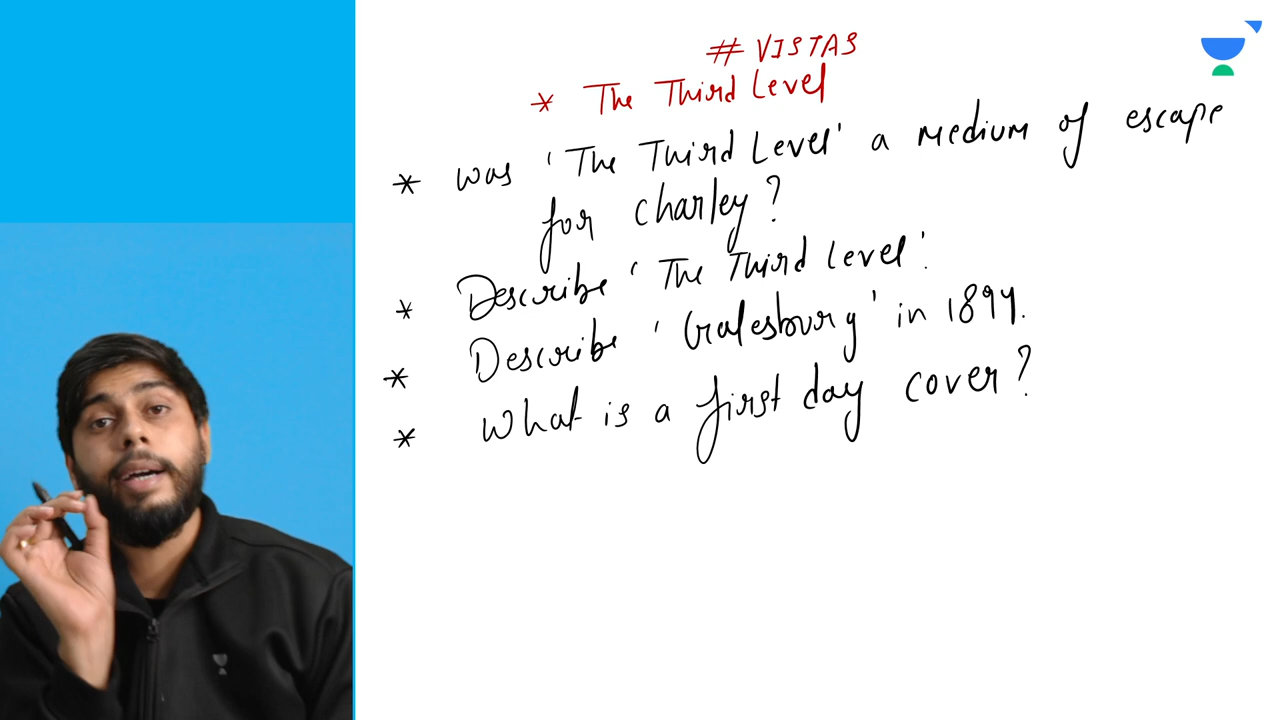 # VISTAS
* The Third Level
* Was 'The Third Level' a medium of escape
for Charley?
* Describe 'The Third Level'.
* Describe 'Galesburg' in 1894.
* What is a first day cover?